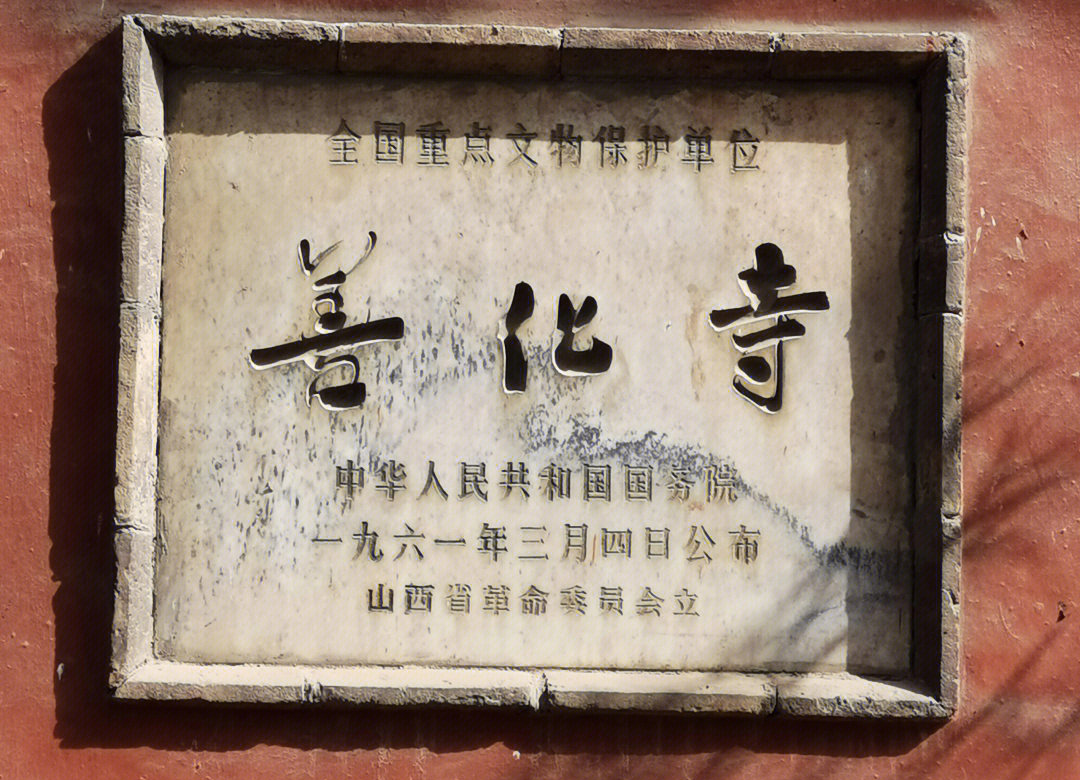 全国重点文物保护单位
善化寺
中华人民共和国国务院
一九六一年三月四日公布
山西省革命委员会立